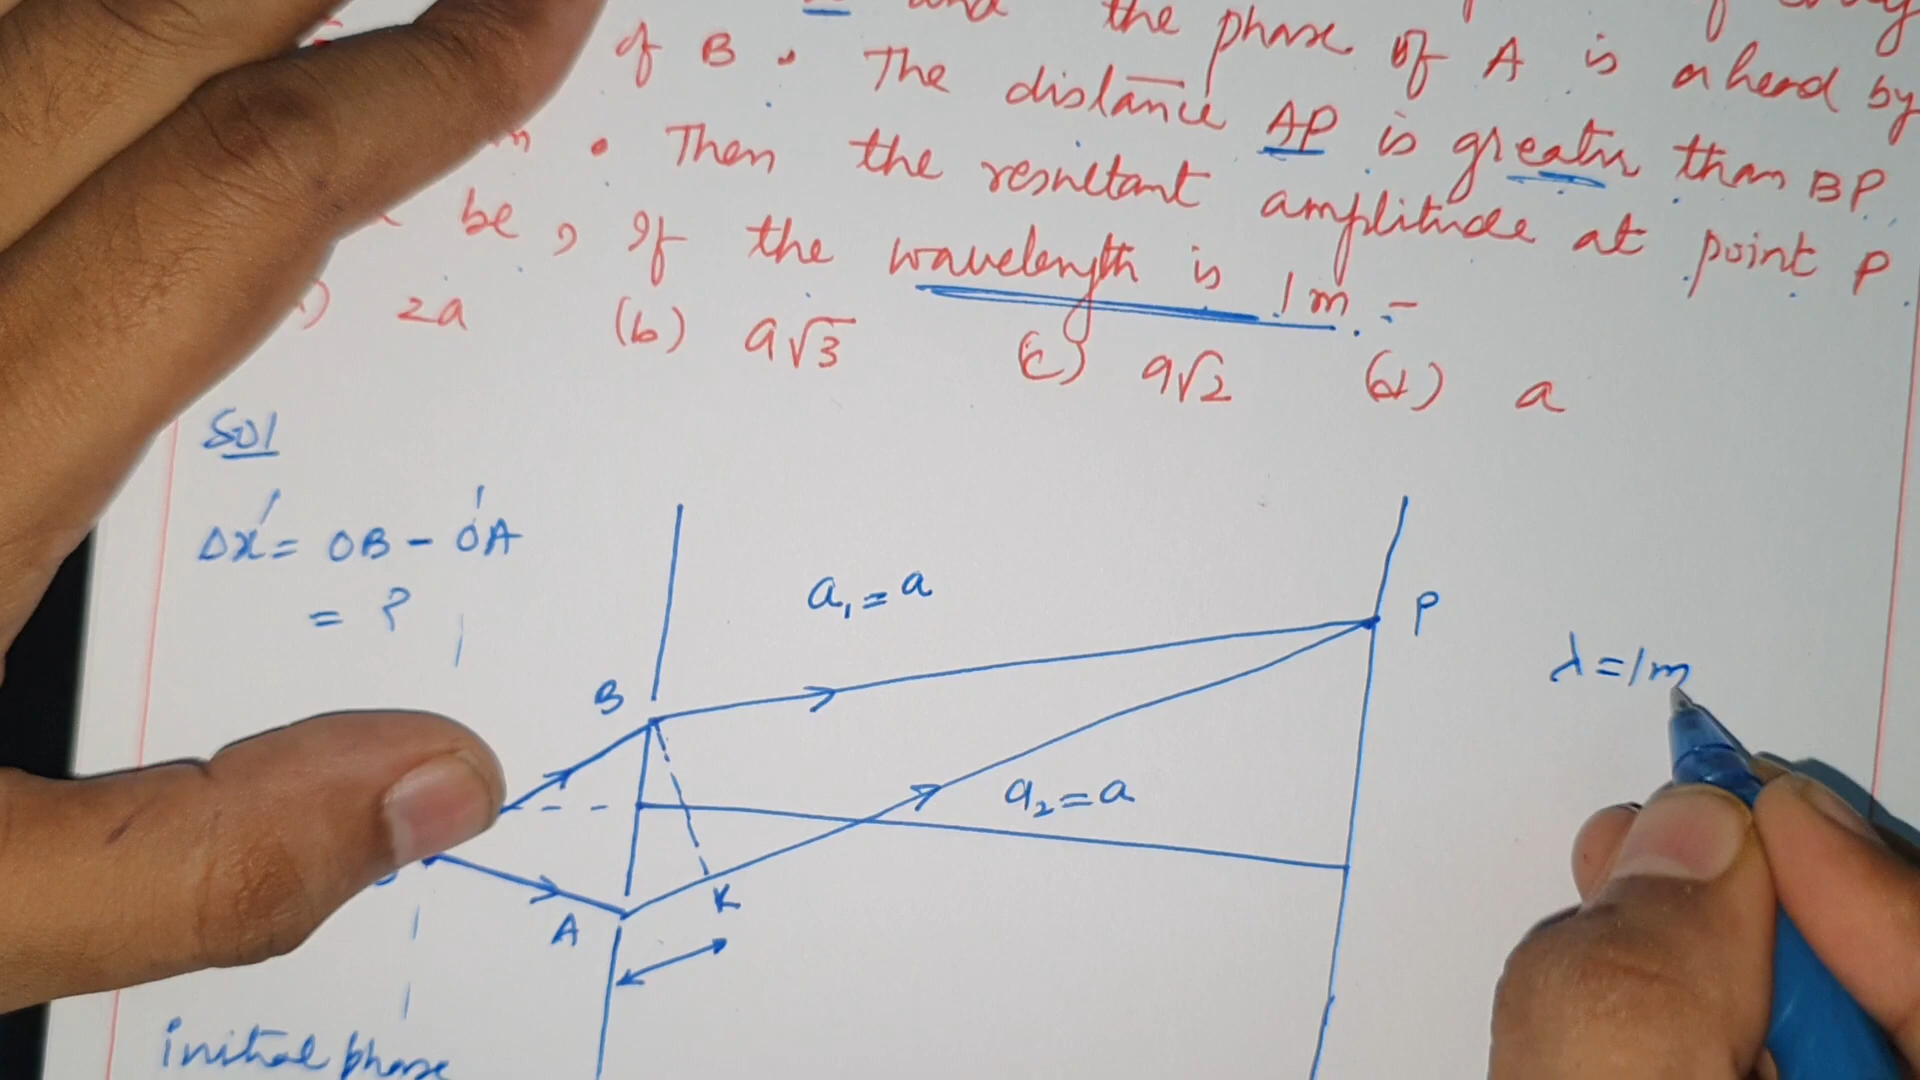 and the phase of A is ahead by
of B. The distance AP is greater than BP
m. Then the resultant amplitude at point P
be, If the wavelength is 1m.-
) 2a (b) a√3 (c) a√2 (d) a
Sol
Δx' = OB - O'A
= ?
a₁ = a
P
λ=1m
B
a₂ = a
K
A
initial phase